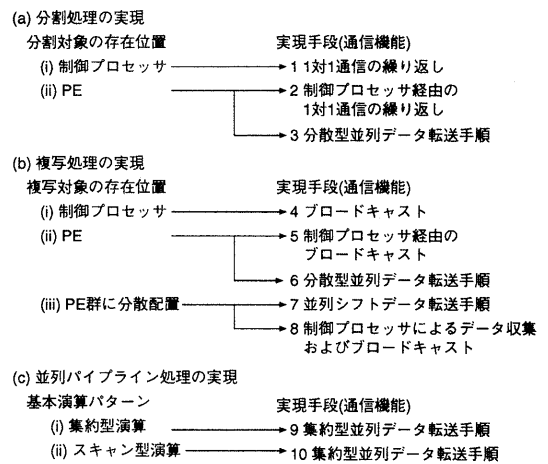 (a) 分割処理の実現
分割対象の存在位置 実現手段(通信機能)
(i) 制御プロセッサ 1 1対1通信の繰り返し
(ii) PE 2 制御プロセッサ経由の
1対1通信の繰り返し
3 分散型並列データ転送手順
(b) 複写処理の実現
複写対象の存在位置 実現手段(通信機能)
(i) 制御プロセッサ 4 ブロードキャスト
(ii) PE 5 制御プロセッサ経由の
ブロードキャスト
6 分散型並列データ転送手順
(iii) PE群に分散配置 7 並列シフトデータ転送手順
8 制御プロセッサによるデータ収集
およびブロードキャスト
(c) 並列パイプライン処理の実現
基本演算パターン 実現手段(通信機能)
(i) 集約型演算 9 集約型並列データ転送手順
(ii) スキャン型演算 10 集約型並列データ転送手順